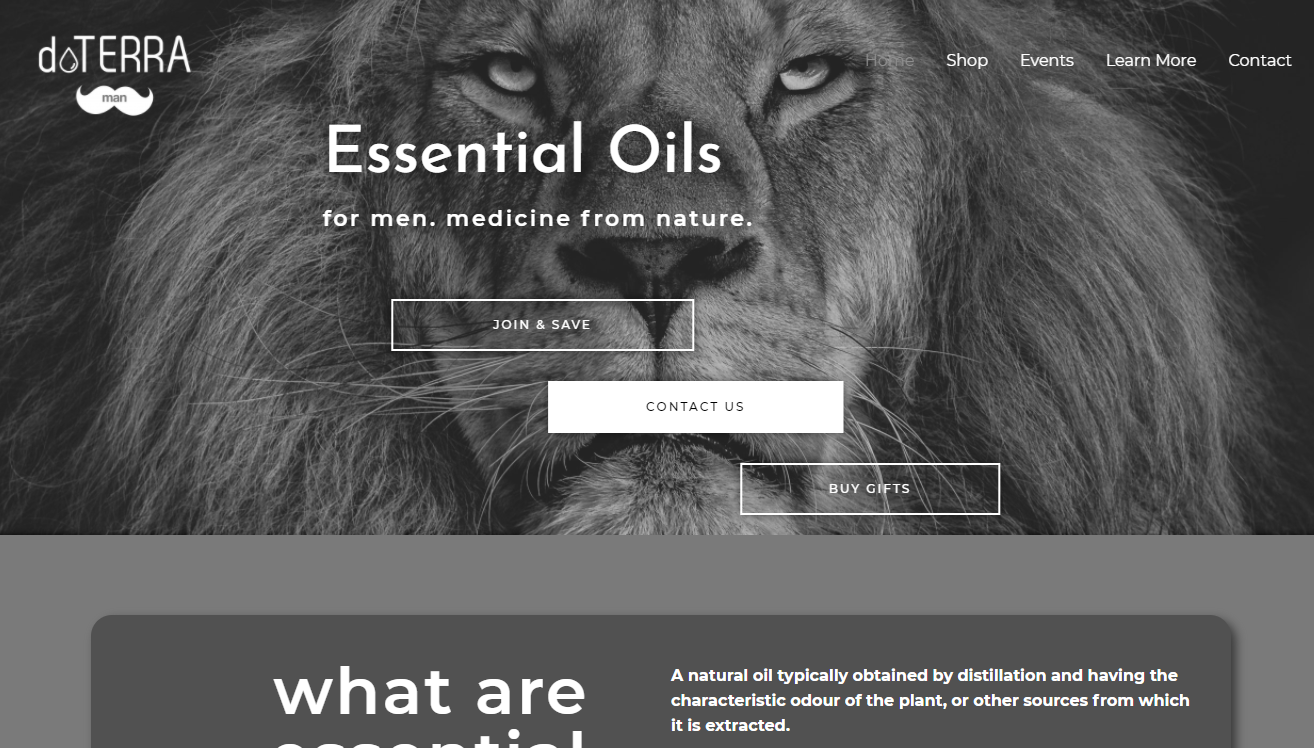 doTERRA
man
Home
Shop
Events
Learn More
Contact
Essential Oils
for men. medicine from nature.
JOIN & SAVE
CONTACT US
BUY GIFTS
what are
essential
A natural oil typically obtained by distillation and having the
characteristic odour of the plant, or other sources from which
it is extracted.